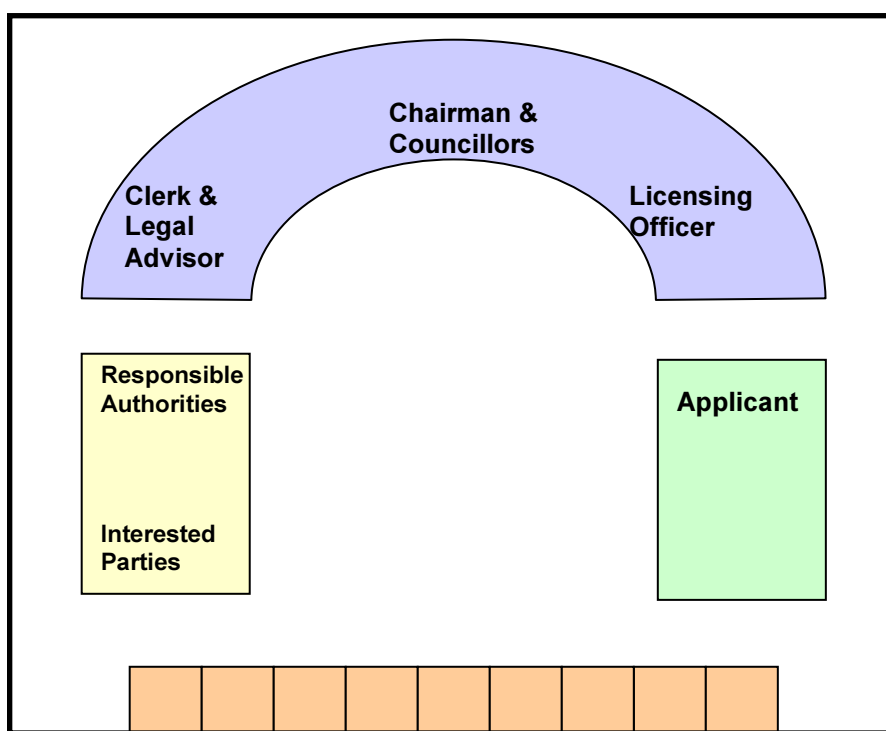 Chairman &
Councillors
Clerk &
Legal
Advisor
Licensing
Officer
Responsible
Authorities
Interested
Parties
Applicant